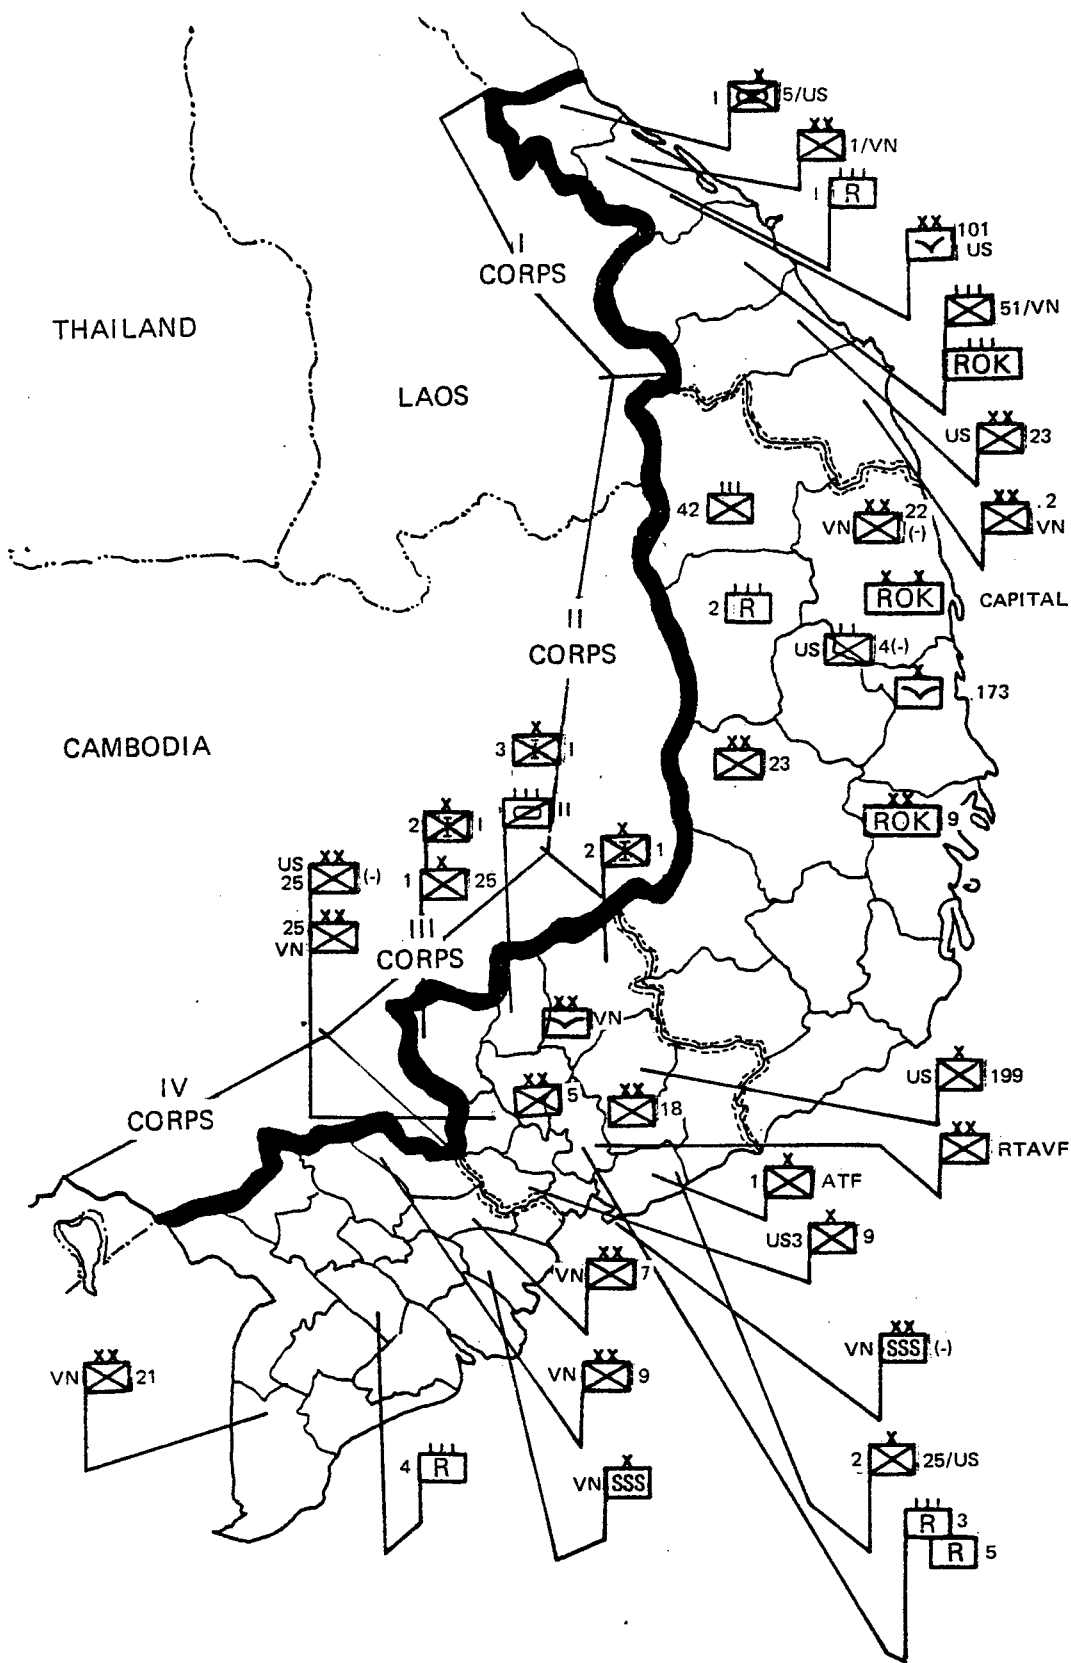 1 5/US
1/VN
1 R
101
US
I
CORPS
51/VN
ROK
THAILAND
LAOS
US 23
42
VN 22
(-)
.2
VN
2 R
ROK CAPITAL
II
CORPS
US 4(-)
.173
CAMBODIA
3 I
23
II
2 I
ROK 9
2 1
US
25 (-)
1 25
25
VN
III
CORPS
VN
US 199
IV
CORPS
5
18
RTAVF
1 ATF
US3 9
VN 7
VN SSS (-)
VN 21
VN 9
4 R
VN SSS
2 25/US
R 3
R 5